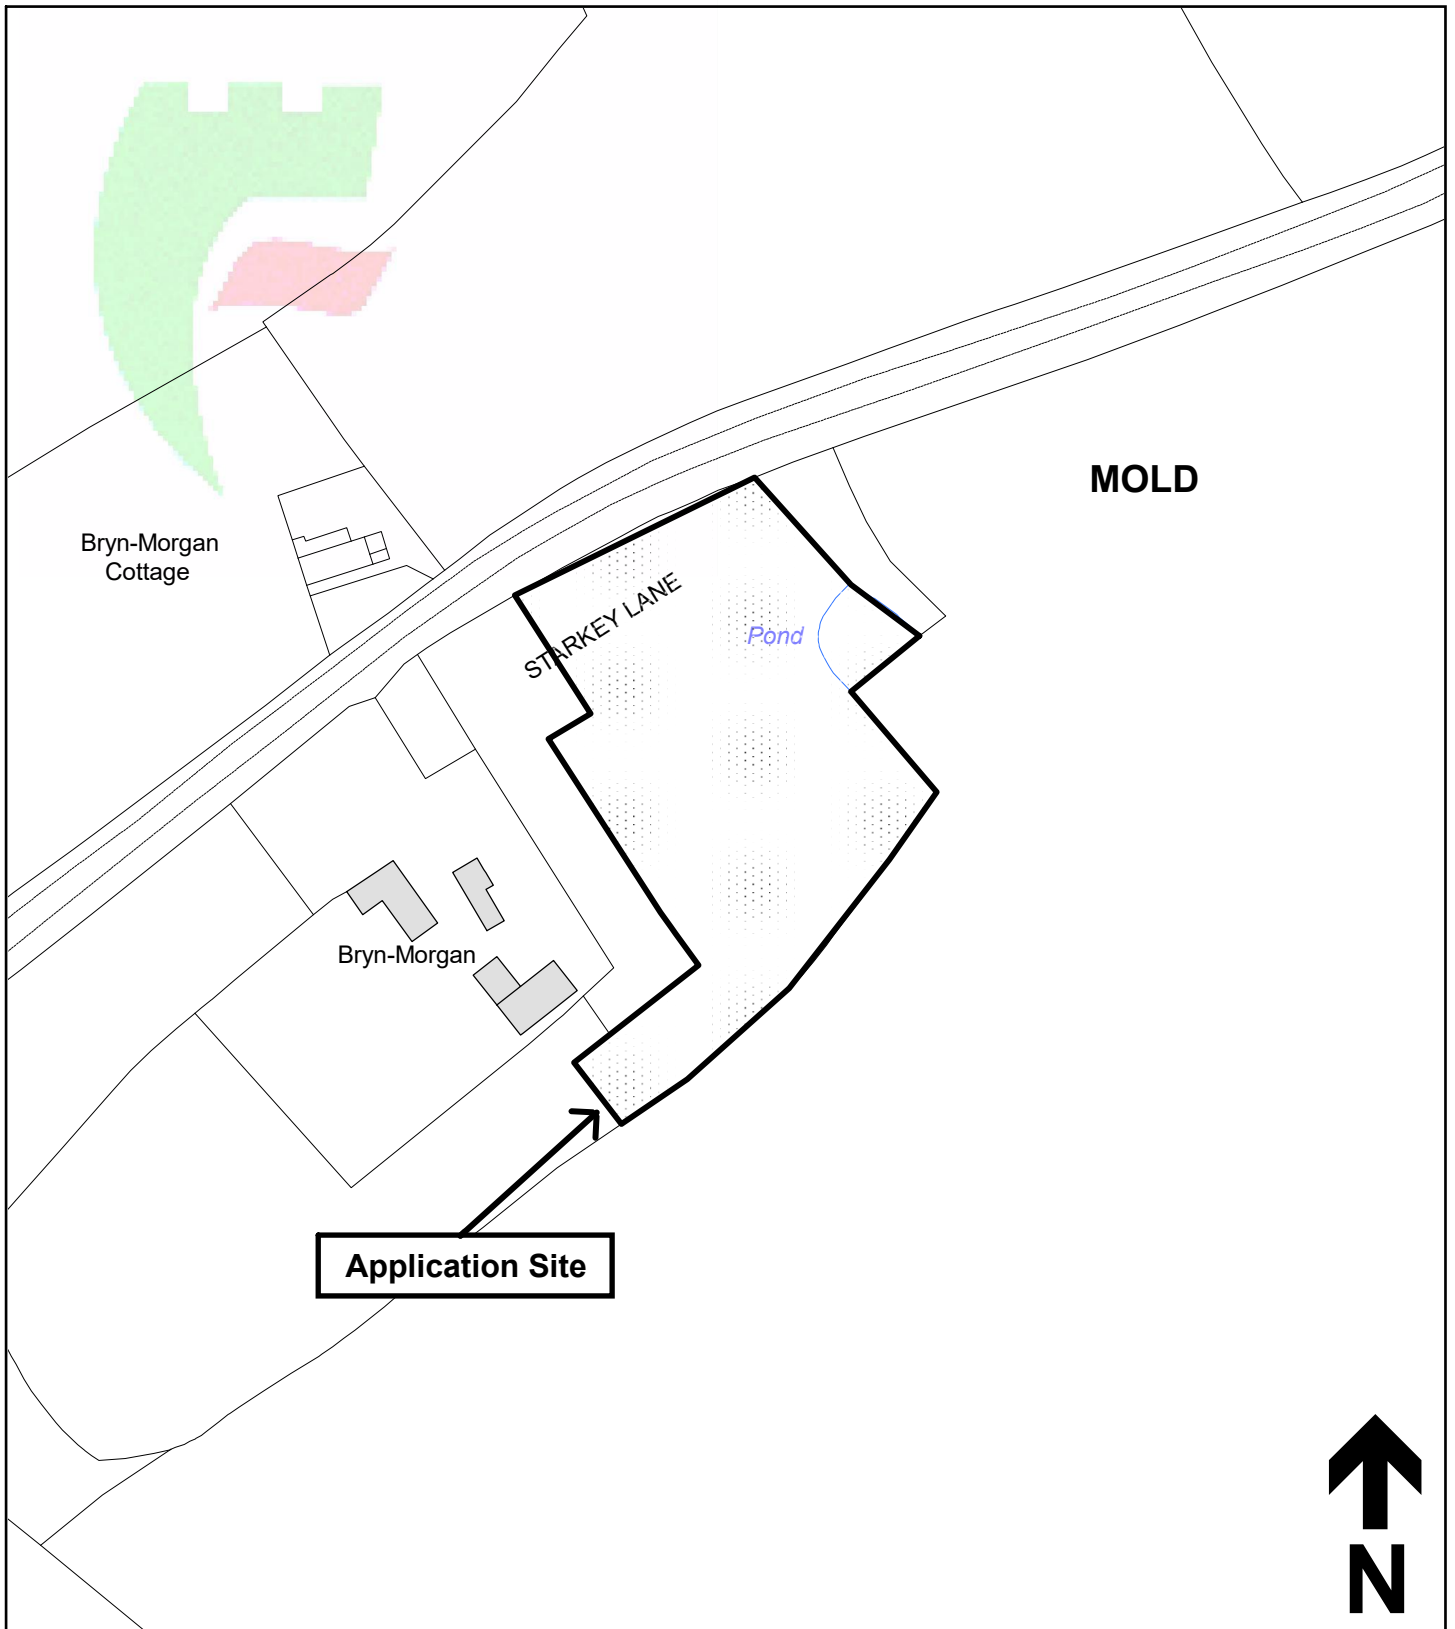 MOLD
Bryn-Morgan
Cottage
STARKEY LANE
Pond
Bryn-Morgan
Application Site
N